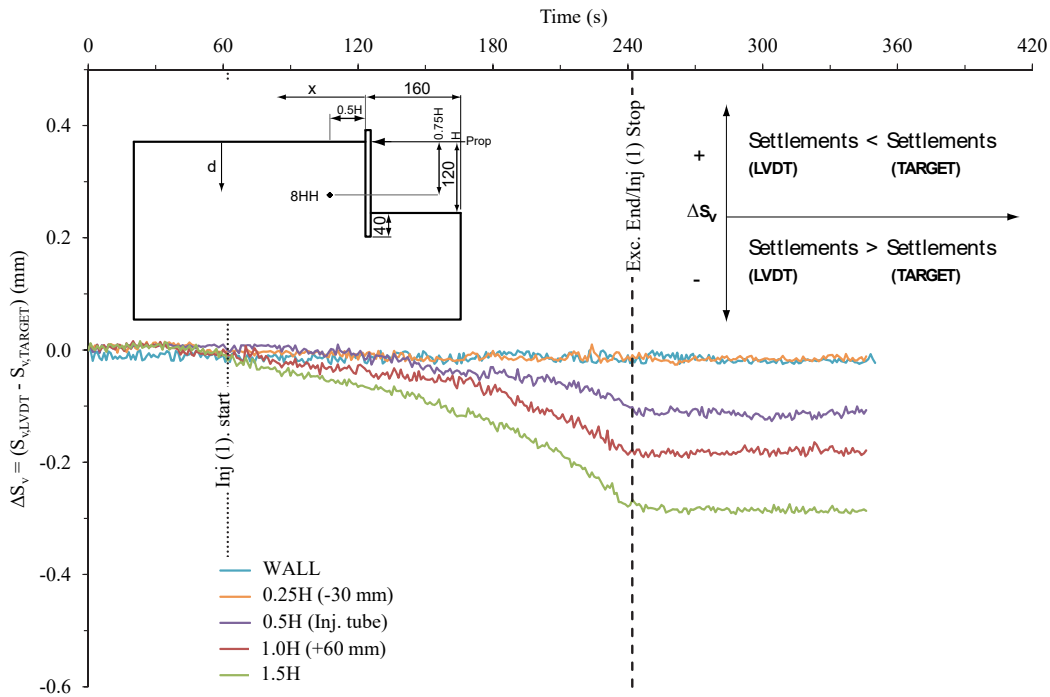 Time (s)
0 60 120 180 240 300 360 420
0.4
0.2
0.0
-0.2
-0.4
-0.6
ΔSv = (Sv,LVDT - Sv,TARGET) (mm)
x
160
0.5H
0.75H
H
Prop
d
120
8HH
40
Inj (1). start
Exc. End/Inj (1) Stop
+
Settlements < Settlements
(LVDT) (TARGET)
ΔSv
Settlements > Settlements
(LVDT) (TARGET)
-
WALL
0.25H (-30 mm)
0.5H (Inj. tube)
1.0H (+60 mm)
1.5H